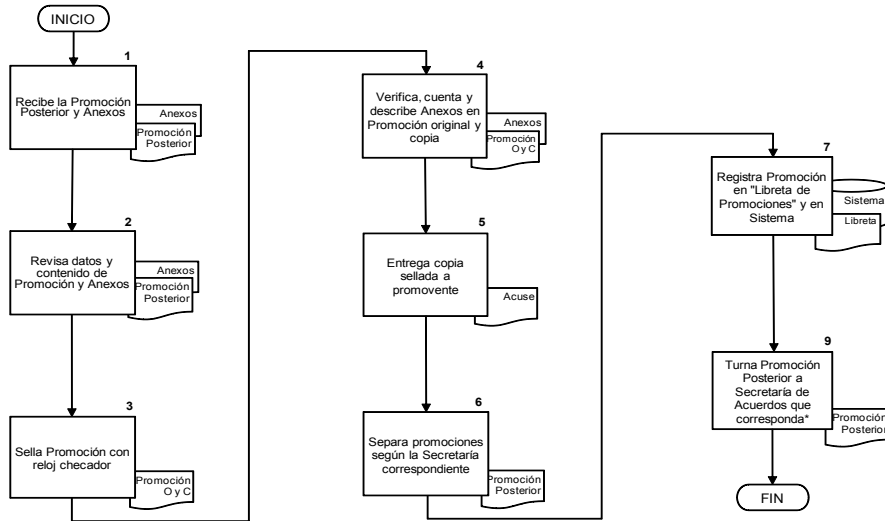 INICIO
1
Recibe la Promoción
Posterior y Anexos
Anexos
Promoción
Posterior
2
Revisa datos y
contenido de
Promoción y Anexos
Anexos
Promoción
Posterior
3
Sella Promoción con
reloj checador
Promoción
O y C
4
Verifica, cuenta y
describe Anexos en
Promoción original y
copia
Anexos
Promoción
O y C
5
Entrega copia
sellada a
promovente
Acuse
6
Separa promociones
según la Secretaría
correspondiente
Promoción
Posterior
7
Registra Promoción
en "Libreta de
Promociones" y en
Sistema
Sistema
Libreta
9
Turna Promoción
Posterior a
Secretaría de
Acuerdos que
corresponda*
Promoción
Posterior
FIN